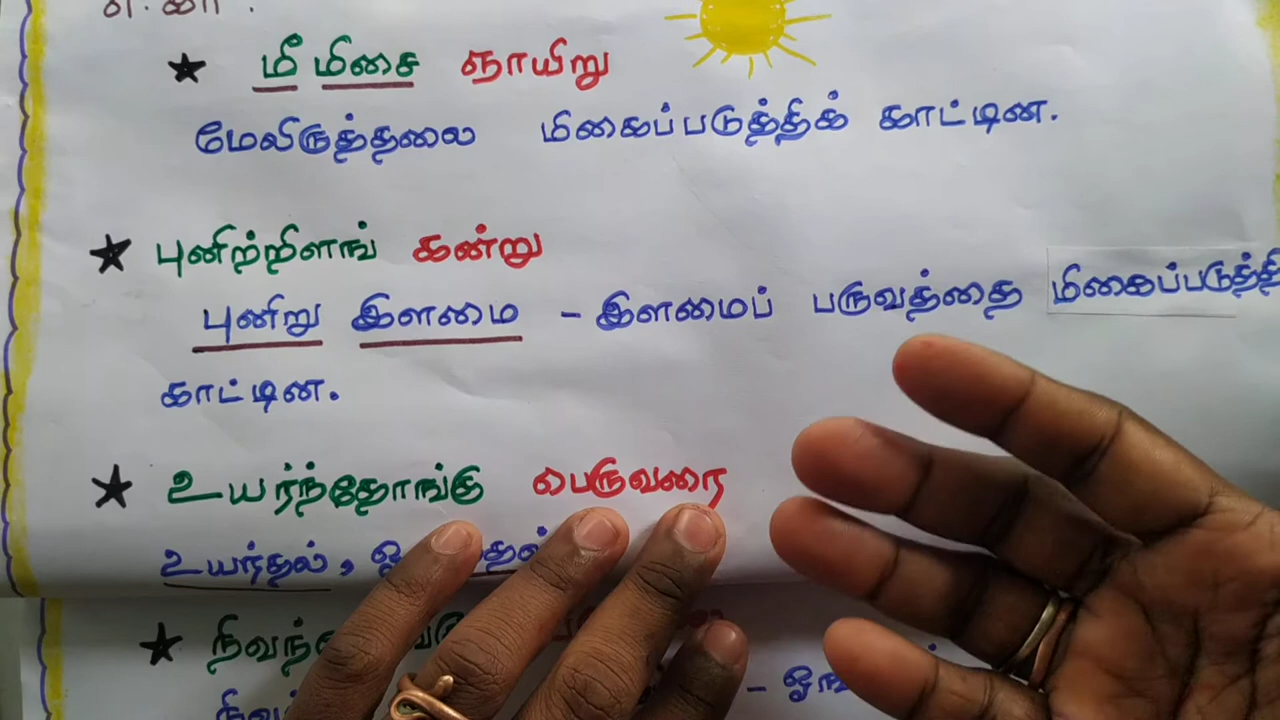 எ.கா.
★ மீ மிசை ஞாயிறு
மேலிருத்தலை மிகைப்படுத்திக் காட்டின.
★ புனிற்றிளங் கன்று
புனிறு இளமை - இளமைப் பருவத்தை மிகைப்படுத்தி
காட்டின.
★ உயர்ந்தோங்கு பெருவரை
உயர்தல்,
★